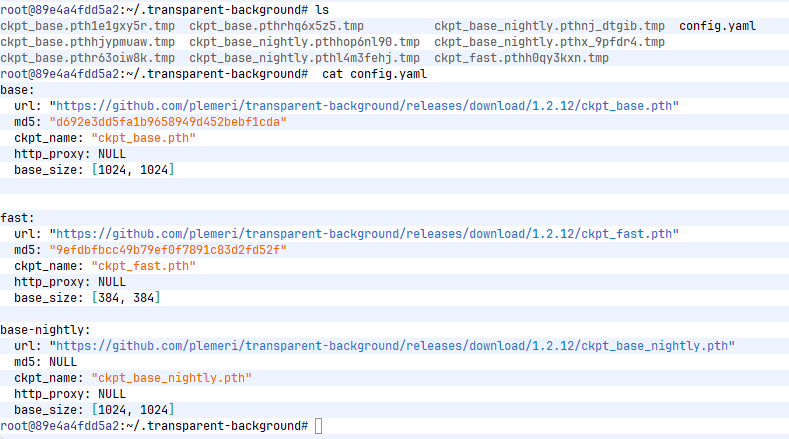 root@89e4a4fdd5a2:~/.transparent-background# ls
ckpt_base.pth1e1gxy5r.tmp  ckpt_base.pthrhq6x5z5.tmp          ckpt_base_nightly.pthnj_dtgib.tmp  config.yaml
ckpt_base.pthhjypmuaw.tmp  ckpt_base_nightly.pthhop6nl90.tmp  ckpt_base_nightly.pthx_9pfdr4.tmp
ckpt_base.pthr63oiw8k.tmp  ckpt_base_nightly.pthl4m3fehj.tmp  ckpt_fast.pthh0qy3kxn.tmp
root@89e4a4fdd5a2:~/.transparent-background#  cat config.yaml
base:
  url: "https://github.com/plemeri/transparent-background/releases/download/1.2.12/ckpt_base.pth"
  md5: "d692e3dd5fa1b9658949d452bebf1cda"
  ckpt_name: "ckpt_base.pth"
  http_proxy: NULL
  base_size: [1024, 1024]
fast:
  url: "https://github.com/plemeri/transparent-background/releases/download/1.2.12/ckpt_fast.pth"
  md5: "9efdbfbcc49b79ef0f7891c83d2fd52f"
  ckpt_name: "ckpt_fast.pth"
  http_proxy: NULL
  base_size: [384, 384]
base-nightly:
  url: "https://github.com/plemeri/transparent-background/releases/download/1.2.12/ckpt_base_nightly.pth"
  md5: NULL
  ckpt_name: "ckpt_base_nightly.pth"
  http_proxy: NULL
  base_size: [1024, 1024]
root@89e4a4fdd5a2:~/.transparent-background#